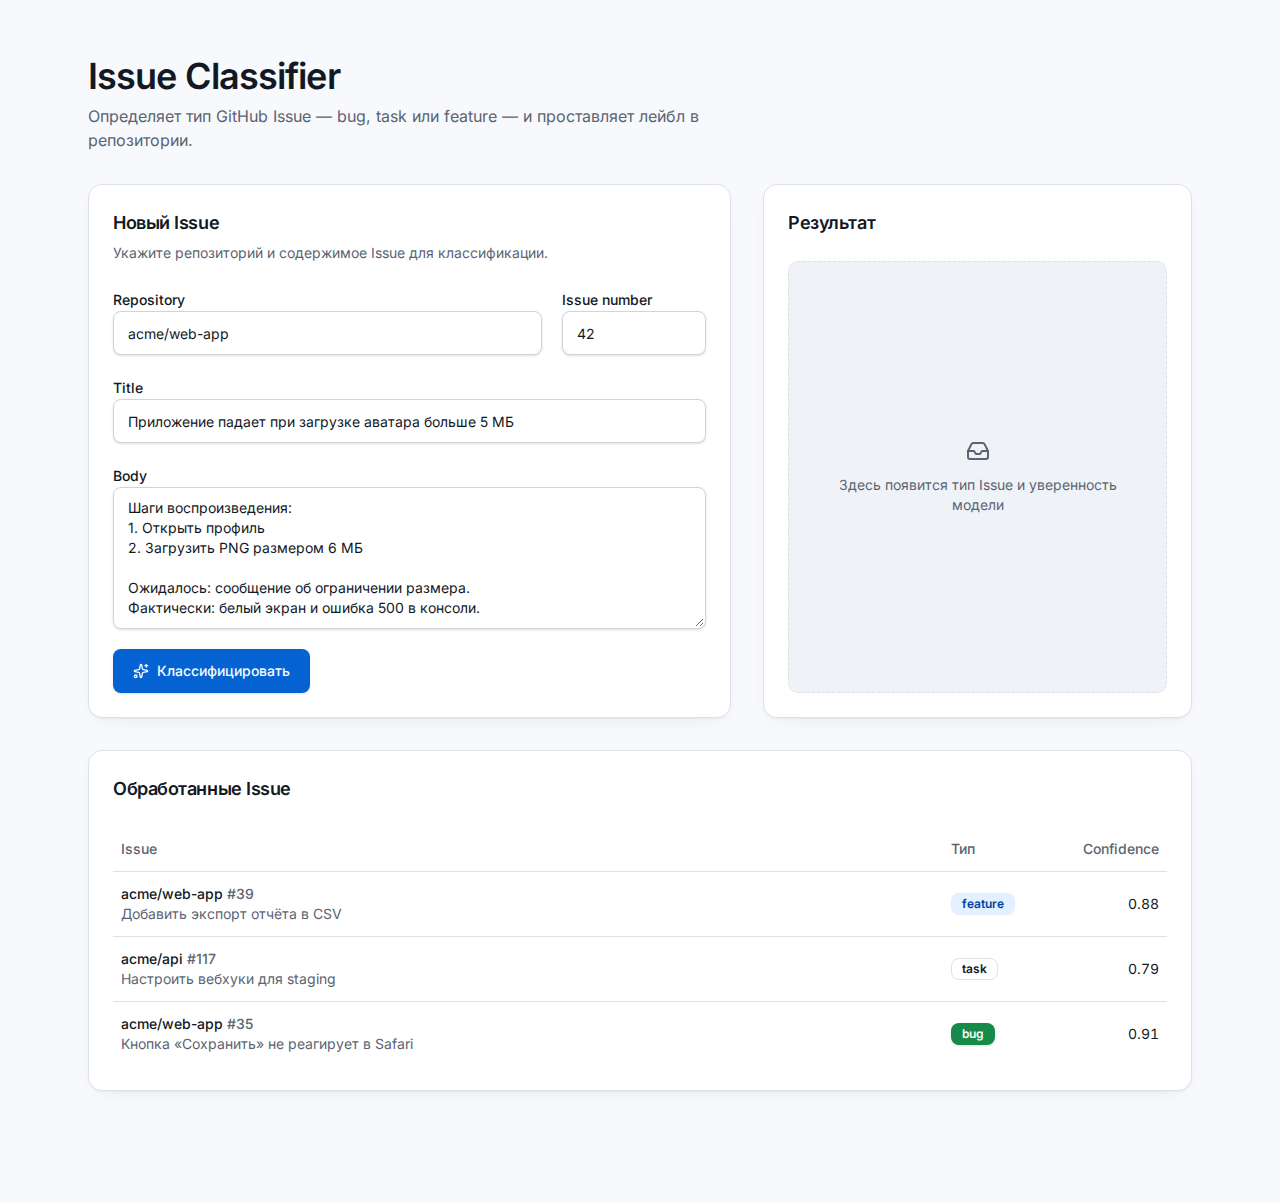 Issue Classifier
Определяет тип GitHub Issue — bug, task или feature — и проставляет лейбл в
репозитории.
Новый Issue
Укажите репозиторий и содержимое Issue для классификации.
Repository
Issue number
acme/web-app
42
Title
Приложение падает при загрузке аватара больше 5 МБ
Body
Шаги воспроизведения:
1. Открыть профиль
2. Загрузить PNG размером 6 МБ
Ожидалось: сообщение об ограничении размера.
Фактически: белый экран и ошибка 500 в консоли.
Классифицировать
Результат
Здесь появится тип Issue и уверенность
модели
Обработанные Issue
Issue
Тип
Confidence
acme/web-app #39
Добавить экспорт отчёта в CSV
feature
0.88
acme/api #117
Настроить вебхуки для staging
task
0.79
acme/web-app #35
Кнопка «Сохранить» не реагирует в Safari
bug
0.91